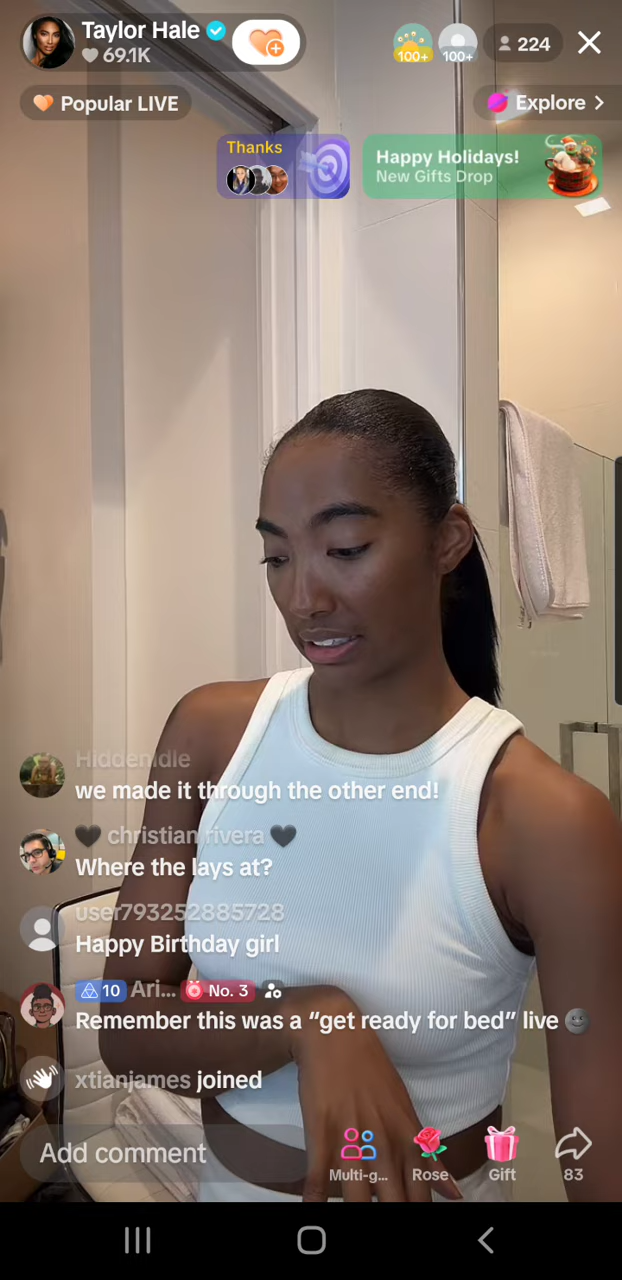 Taylor Hale
69.1K
100+
100+
224
Popular LIVE
Explore
Thanks
Happy Holidays!
New Gifts Drop
HiddenIdle
we made it through the other end!
🖤 christian rivera 🖤
Where the lays at?
user793252885728
Happy Birthday girl
10 Ari... No. 3
Remember this was a “get ready for bed” live 🌚
xtianjames joined
Add comment
Multi-g...
Rose
Gift
83